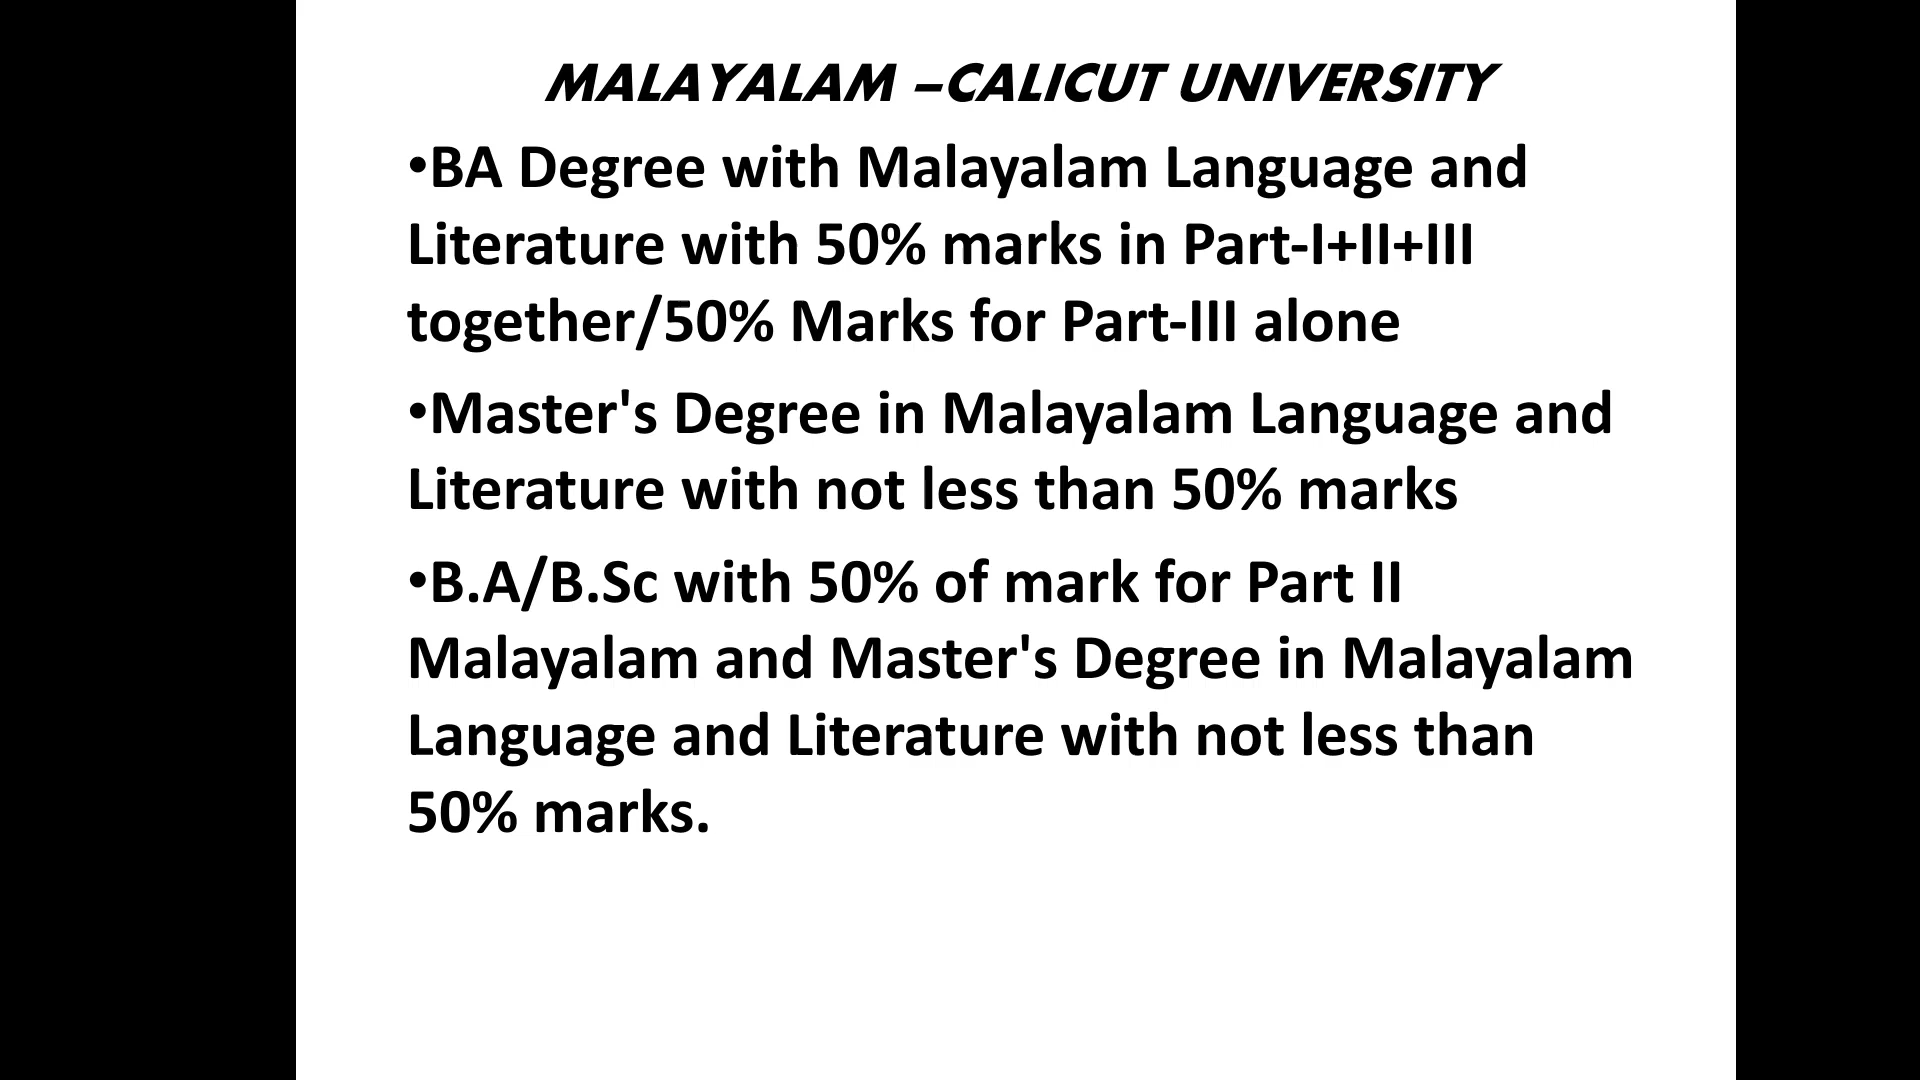 MALAYALAM –CALICUT UNIVERSITY
•BA Degree with Malayalam Language and
Literature with 50% marks in Part-I+II+III
together/50% Marks for Part-III alone
•Master's Degree in Malayalam Language and
Literature with not less than 50% marks
•B.A/B.Sc with 50% of mark for Part II
Malayalam and Master's Degree in Malayalam
Language and Literature with not less than
50% marks.